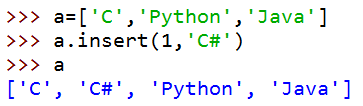 >>> a=['C','Python','Java']
>>> a.insert(1,'C#')
>>> a
['C', 'C#', 'Python', 'Java']